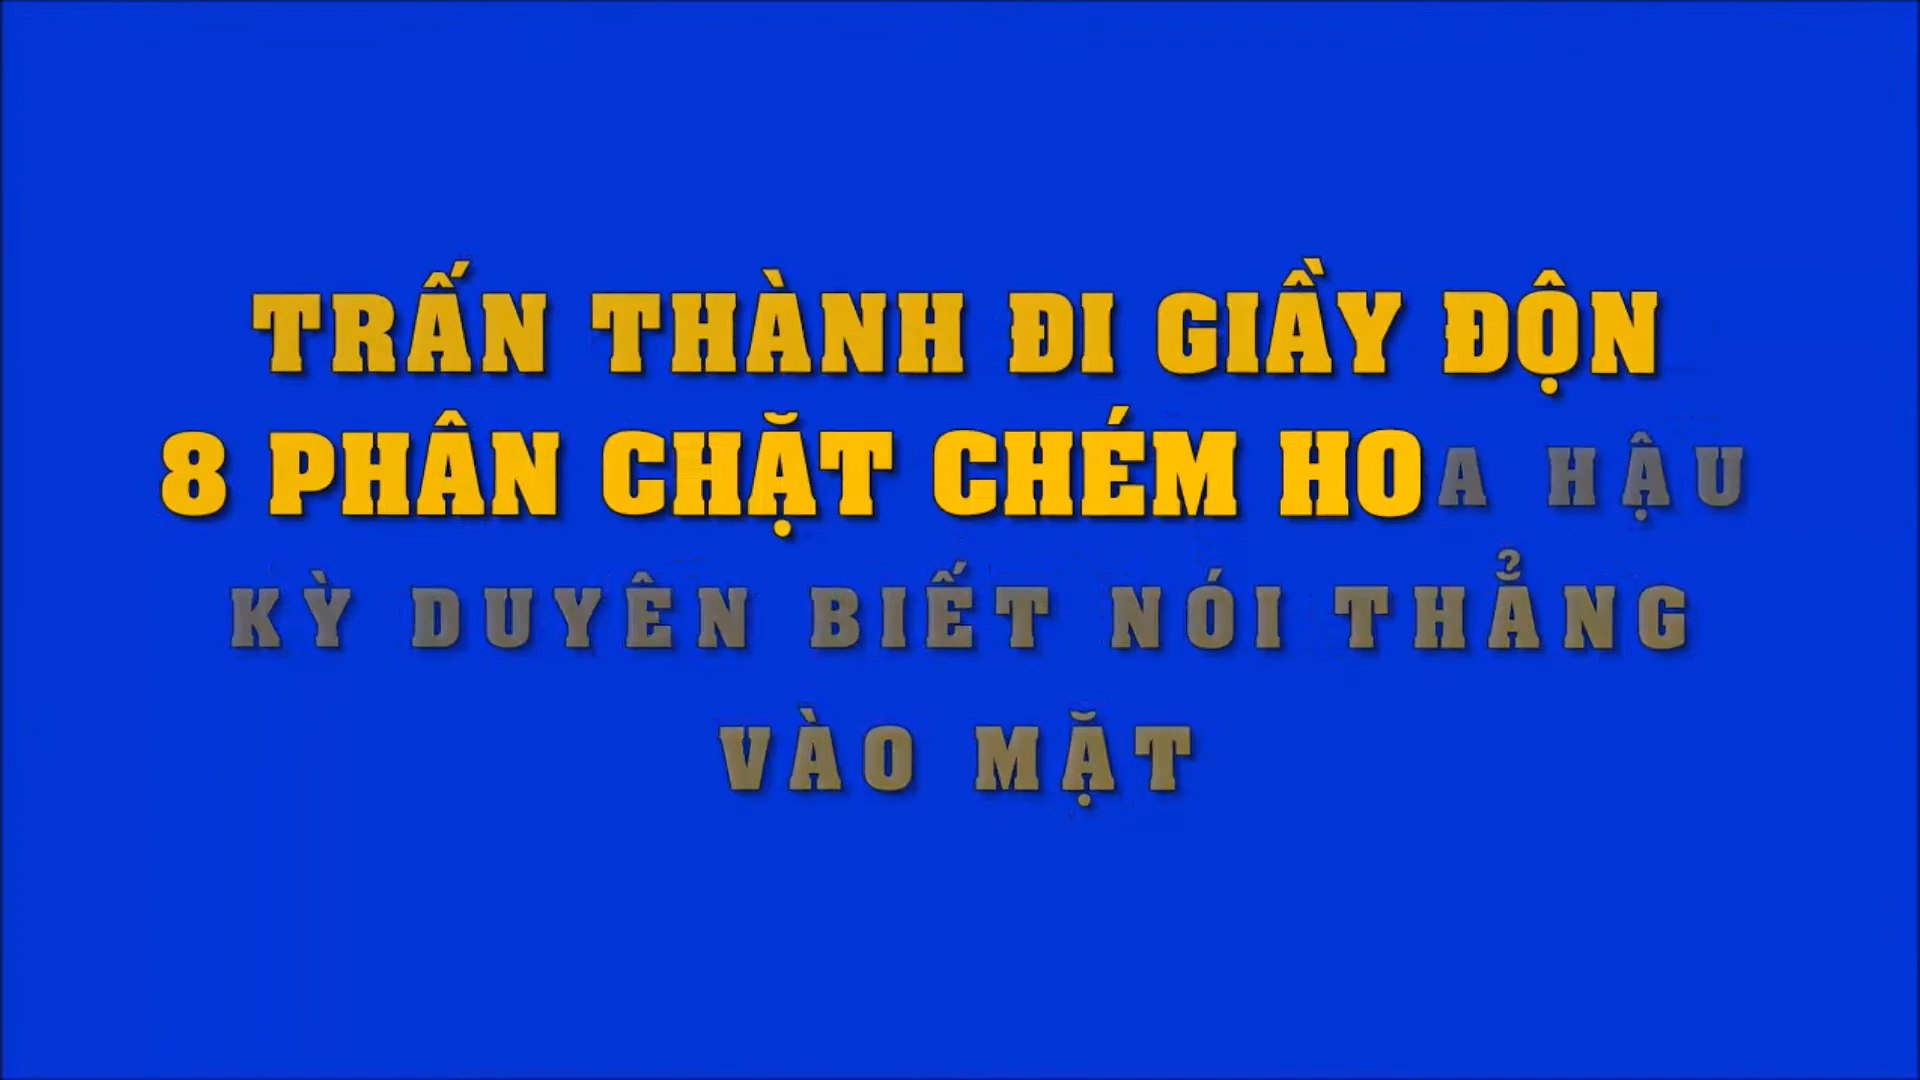 TRẤN THÀNH ĐI GIẦY ĐỘN
8 PHÂN CHẶT CHÉM HOA HẬU
KỲ DUYÊN BIẾT NÓI THẲNG
VÀO MẶT